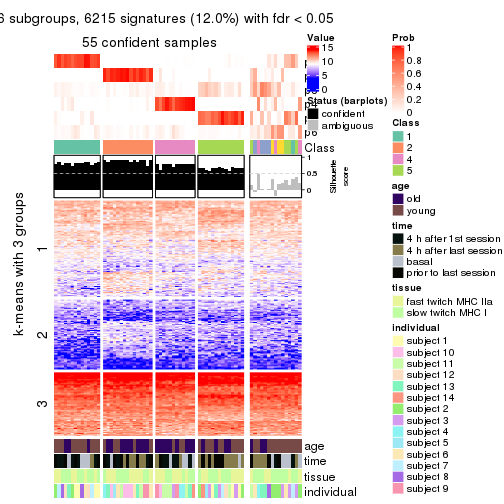 6 subgroups, 6215 signatures (12.0%) with fdr < 0.05
55 confident samples
k-means with 3 groups
1
2
3
p4
Class
1
0.5
0
Silhouette
score
age
time
tissue
individual
Value
15
10
5
0
Status (barplots)
confident
ambiguous
Prob
1
0.8
0.6
0.4
0.2
0
Class
1
2
4
5
age
old
young
time
4 h after 1st session
4 h after last session
basal
prior to last session
tissue
fast twitch MHC IIa
slow twitch MHC I
individual
subject 1
subject 10
subject 11
subject 12
subject 13
subject 14
subject 2
subject 3
subject 4
subject 5
subject 6
subject 7
subject 8
subject 9